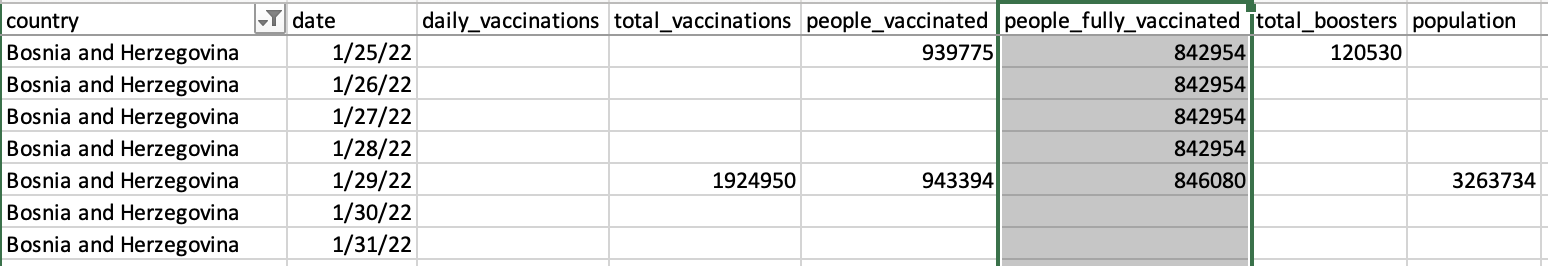 country date daily_vaccinations total_vaccinations people_vaccinated people_fully_vaccinated total_boosters population
Bosnia and Herzegovina 1/25/22 939775 842954 120530
Bosnia and Herzegovina 1/26/22 842954
Bosnia and Herzegovina 1/27/22 842954
Bosnia and Herzegovina 1/28/22 842954
Bosnia and Herzegovina 1/29/22 1924950 943394 846080 3263734
Bosnia and Herzegovina 1/30/22
Bosnia and Herzegovina 1/31/22